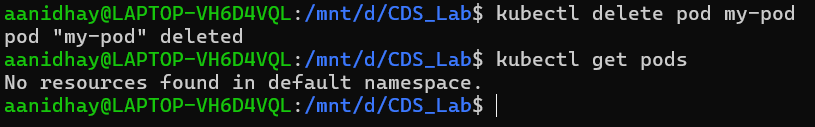 aanidhay@LAPTOP-VH6D4VQL:/mnt/d/CDS_Lab$ kubectl delete pod my-pod
pod "my-pod" deleted
aanidhay@LAPTOP-VH6D4VQL:/mnt/d/CDS_Lab$ kubectl get pods
No resources found in default namespace.
aanidhay@LAPTOP-VH6D4VQL:/mnt/d/CDS_Lab$